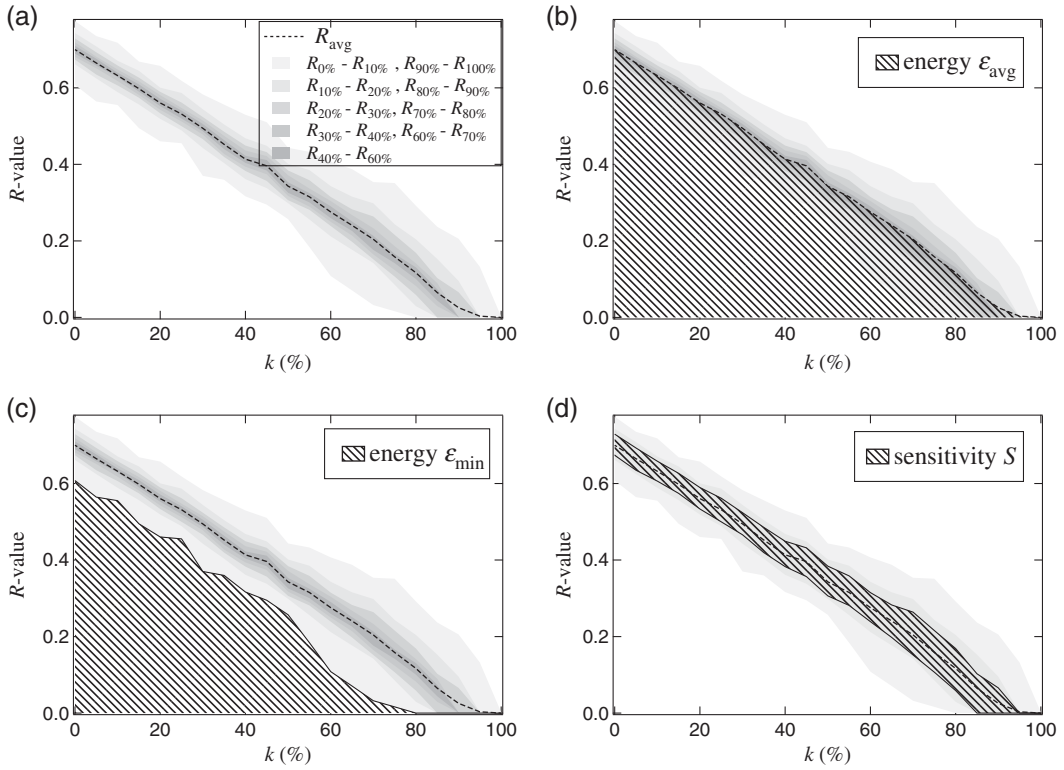 (a)
R-value
0.6
0.4
0.2
0.0
0 20 40 60 80 100
k (%)
R_avg
R_0% - R_10% , R_90% - R_100%
R_10% - R_20% , R_80% - R_90%
R_20% - R_30%, R_70% - R_80%
R_30% - R_40%, R_60% - R_70%
R_40% - R_60%
(b)
R-value
0.6
0.4
0.2
0.0
0 20 40 60 80 100
k (%)
energy ε_avg
(c)
R-value
0.6
0.4
0.2
0.0
0 20 40 60 80 100
k (%)
energy ε_min
(d)
R-value
0.6
0.4
0.2
0.0
0 20 40 60 80 100
k (%)
sensitivity S